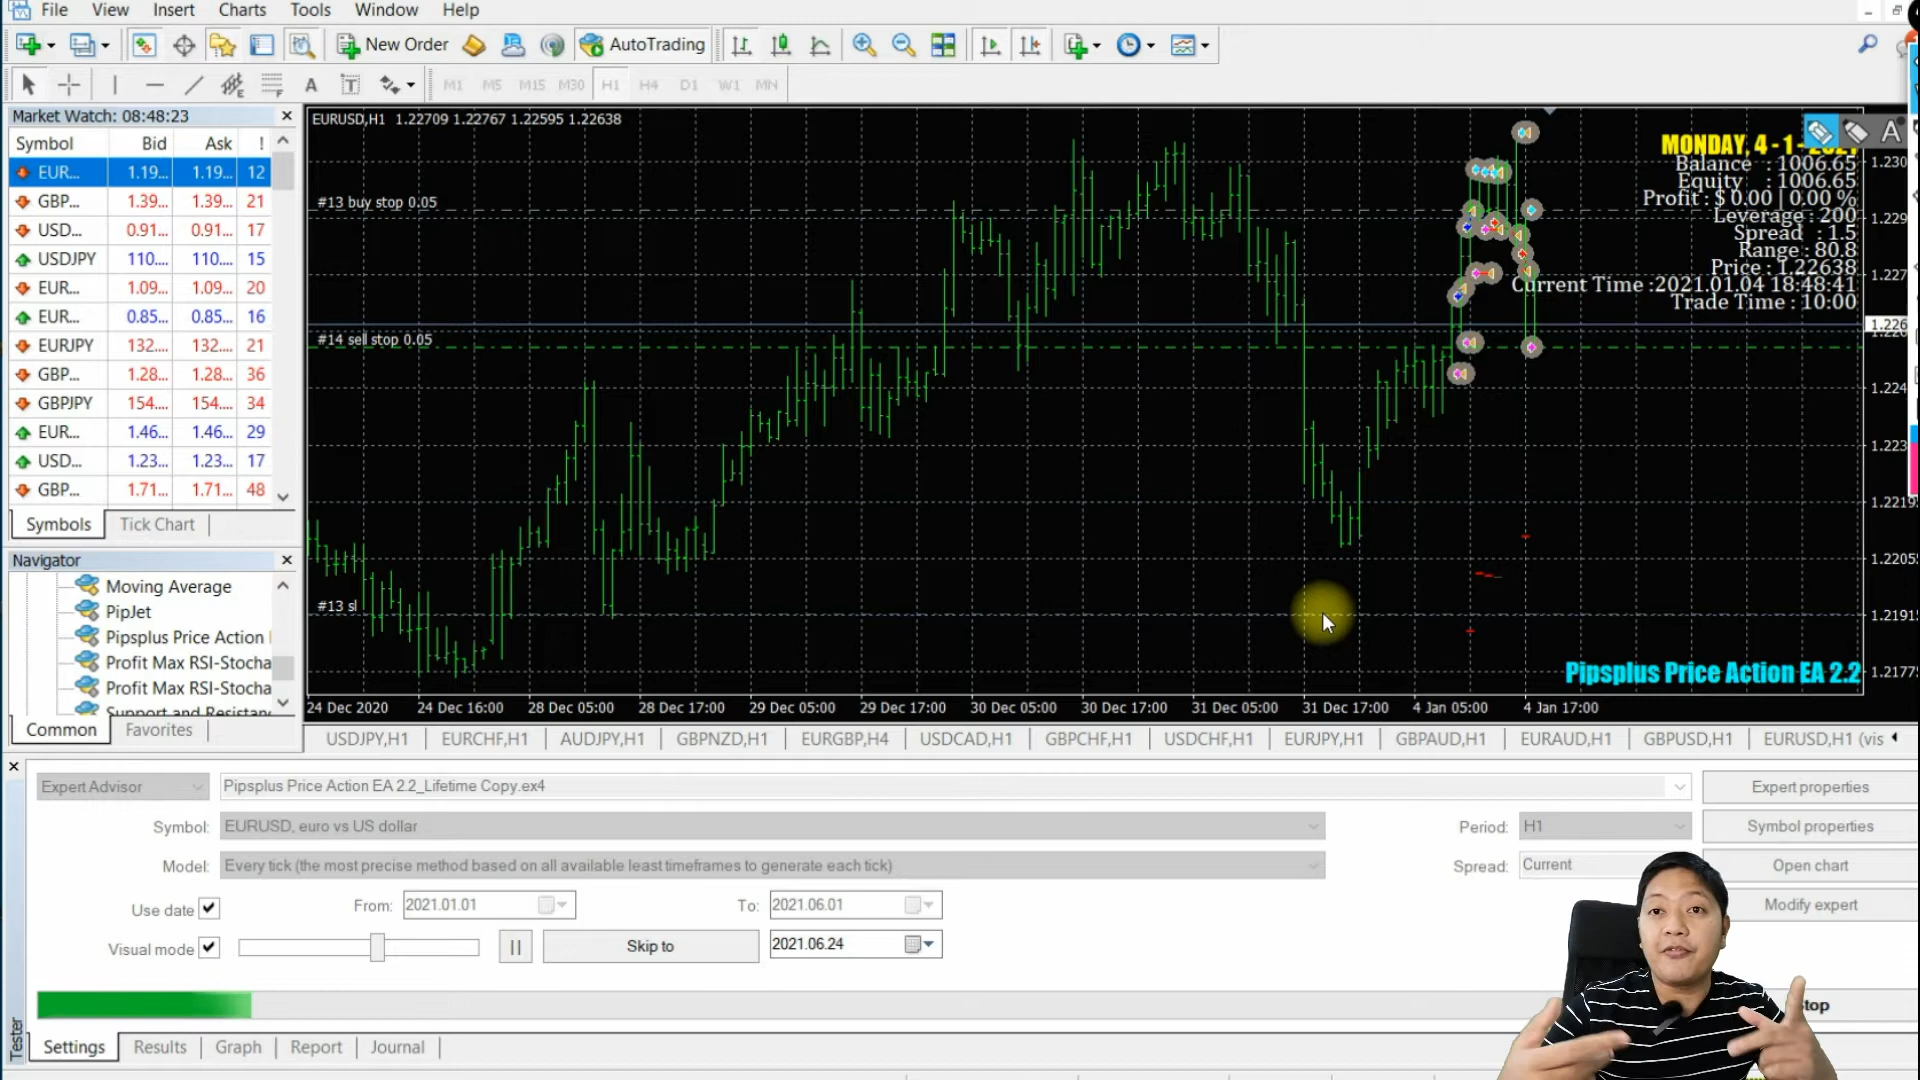 File View Insert Charts Tools Window Help
New Order AutoTrading
A T M1 M5 M15 M30 H1 H4 D1 W1 MN
Market Watch: 08:48:23
Symbol Bid Ask !
EUR... 1.19... 1.19... 12
GBP... 1.39... 1.39... 21
USD... 0.91... 0.91... 17
USDJPY 110.... 110.... 15
EUR... 1.09... 1.09... 20
EUR... 0.85... 0.85... 16
EURJPY 132.... 132.... 21
GBP... 1.28... 1.28... 36
GBPJPY 154.... 154.... 34
EUR... 1.46... 1.46... 29
USD... 1.23... 1.23... 17
GBP... 1.71... 1.71... 48
Symbols Tick Chart
Navigator
Moving Average
PipJet
Pipsplus Price Action
Profit Max RSI-Stocha
Profit Max RSI-Stocha
Common Favorites
EURUSD,H1 1.22709 1.22767 1.22595 1.22638
A
MONDAY, 4 - 1 -
Balance : 1006.65
Equity : 1006.65
Profit : $ 0.00 | 0.00 %
Leverage : 200
Spread : 1.5
Range : 80.8
Price : 1.22638
Current Time :2021.01.04 18:48:41
Trade Time : 10:00
#13 buy stop 0.05
#14 sell stop 0.05
#13 sl
1.230
1.229
1.227
1.226
1.224
1.223
1.2219
1.2205
1.2191
1.2177
Pipsplus Price Action EA 2.2
24 Dec 2020 24 Dec 16:00 28 Dec 05:00 28 Dec 17:00 29 Dec 05:00 29 Dec 17:00 30 Dec 05:00 30 Dec 17:00 31 Dec 05:00 31 Dec 17:00 4 Jan 05:00 4 Jan 17:00
USDJPY,H1 EURCHF,H1 AUDJPY,H1 GBPNZD,H1 EURGBP,H4 USDCAD,H1 GBPCHF,H1 USDCHF,H1 EURJPY,H1 GBPAUD,H1 EURAUD,H1 GBPUSD,H1 EURUSD,H1 (vis
Expert Advisor Pipsplus Price Action EA 2.2_Lifetime Copy.ex4 Expert properties
Symbol: EURUSD, euro vs US dollar Period: H1 Symbol properties
Model: Every tick (the most precise method based on all available least timeframes to generate each tick) Spread: Current Open chart
Use date From: 2021.01.01 To: 2021.06.01 Modify expert
Visual mode Skip to 2021.06.24
top
Tester
Settings Results Graph Report Journal